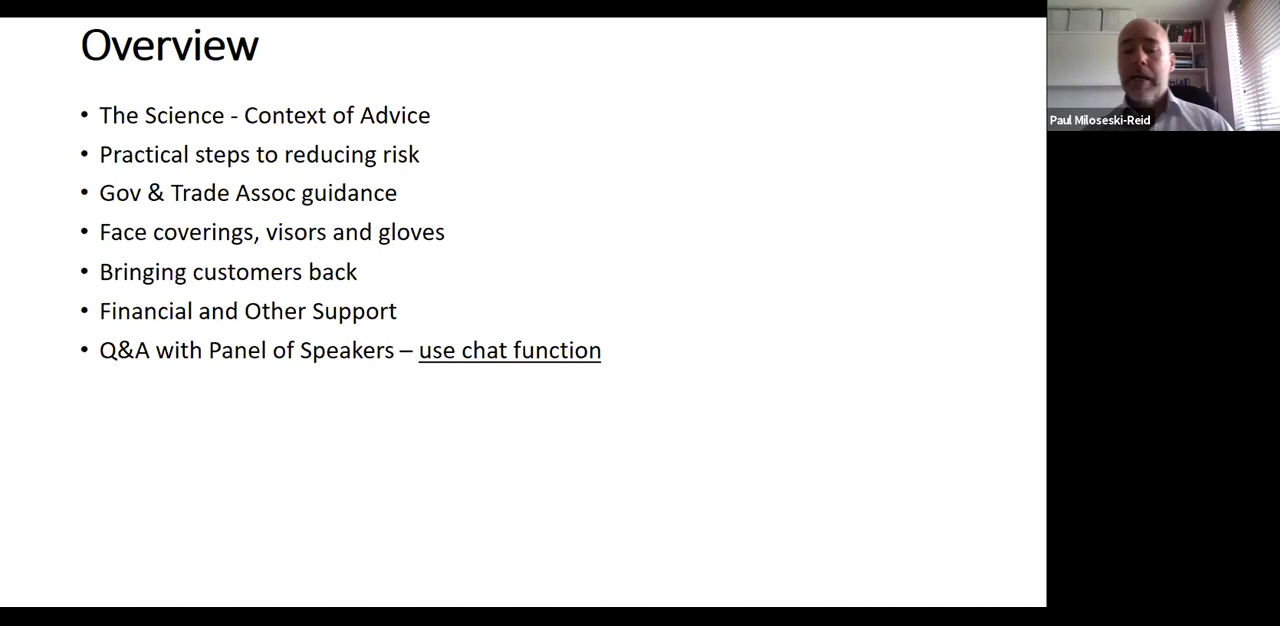 Overview
• The Science - Context of Advice
• Practical steps to reducing risk
• Gov & Trade Assoc guidance
• Face coverings, visors and gloves
• Bringing customers back
• Financial and Other Support
• Q&A with Panel of Speakers – use chat function
Paul Miloseski-Reid